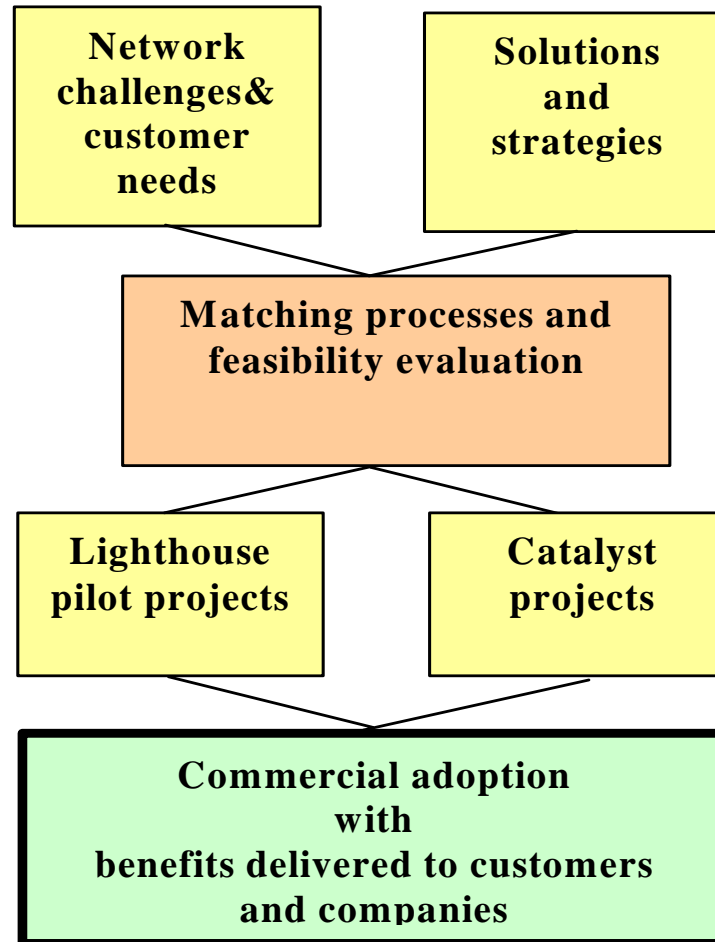 Network
challenges&
customer
needs
Solutions
and
strategies
Matching processes and
feasibility evaluation
Lighthouse
pilot projects
Catalyst
projects
Commercial adoption
with
benefits delivered to customers
and companies